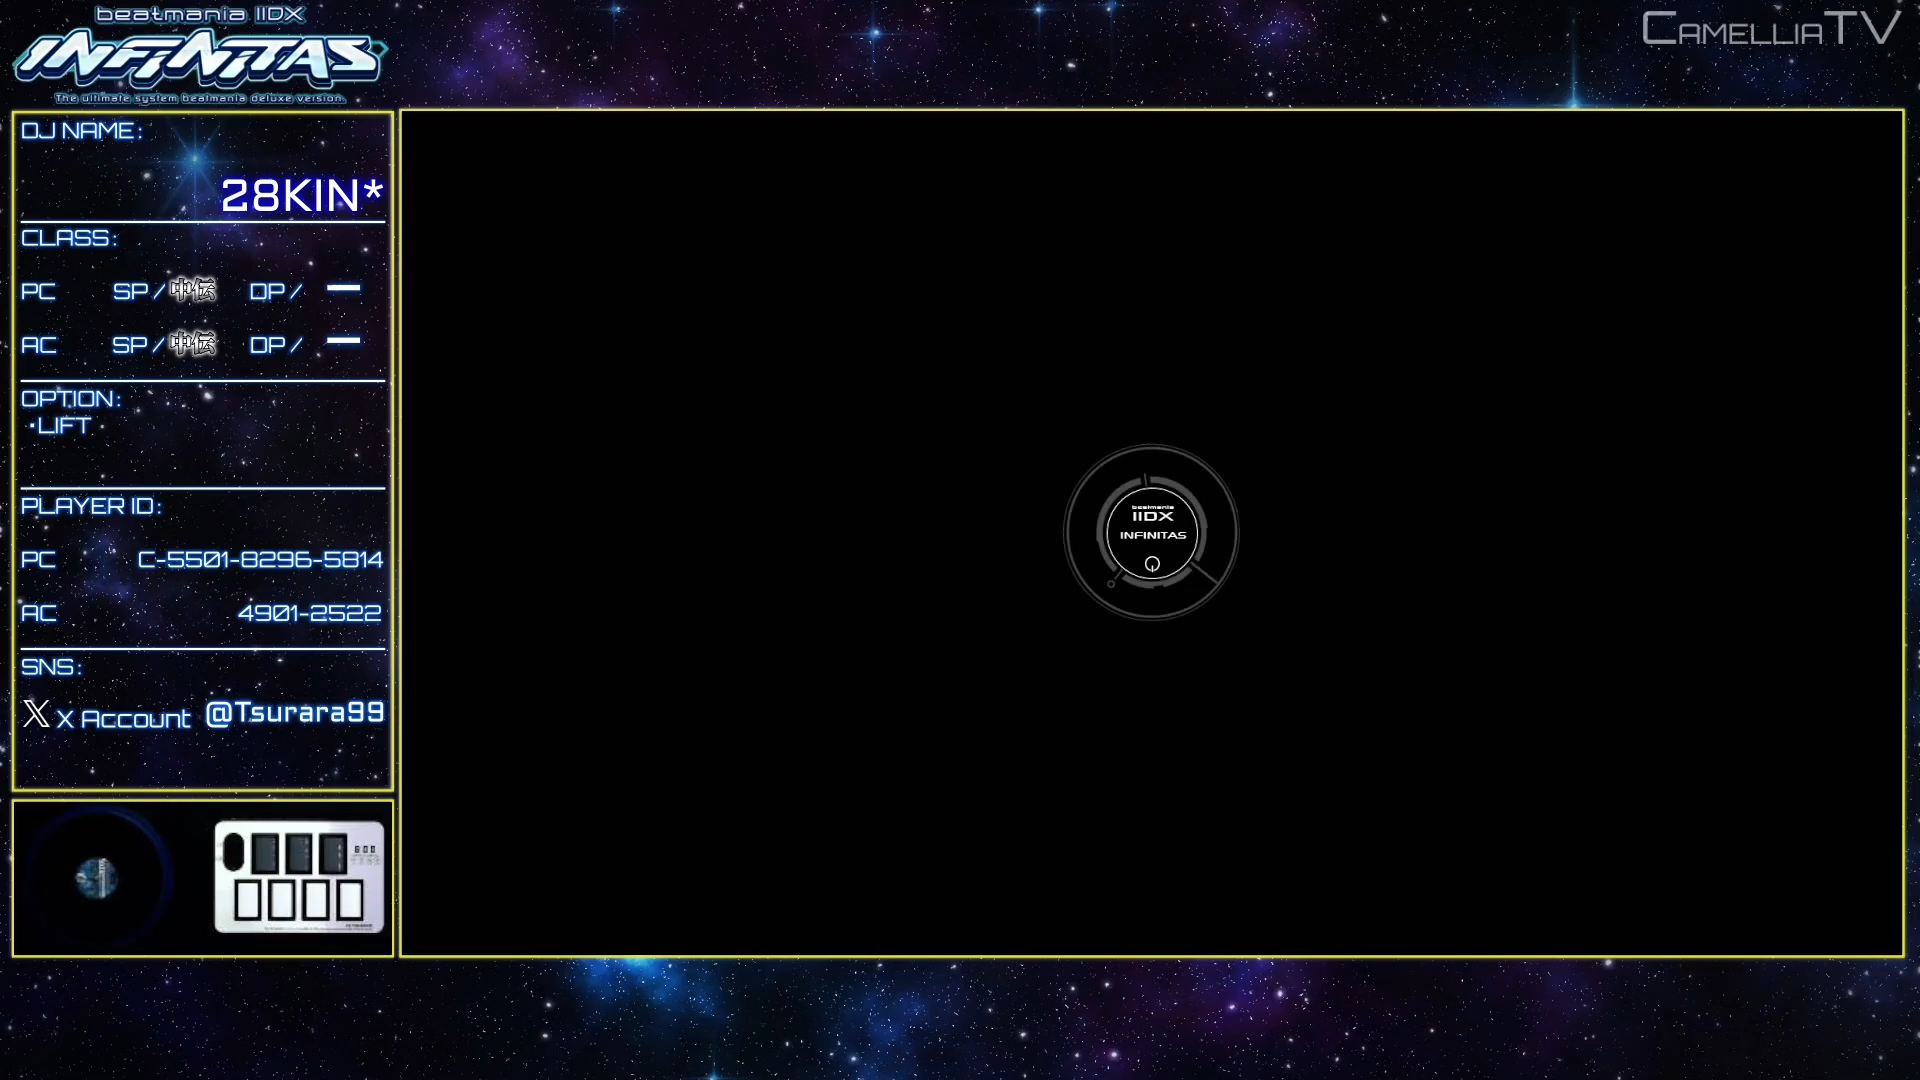 beatmania IIDX
INFINITAS
The ultimate system beatmania deluxe version.
CAMELLIATV
DJ NAME:
28KIN*
CLASS:
PC SP/中伝 DP/ ー
AC SP/中伝 DP/ ー
OPTION:
・LIFT
PLAYER ID:
PC C-5501-8296-5814
AC 4901-2522
SNS:
X X Account @Tsurara99
beatmania
IIDX
INFINITAS